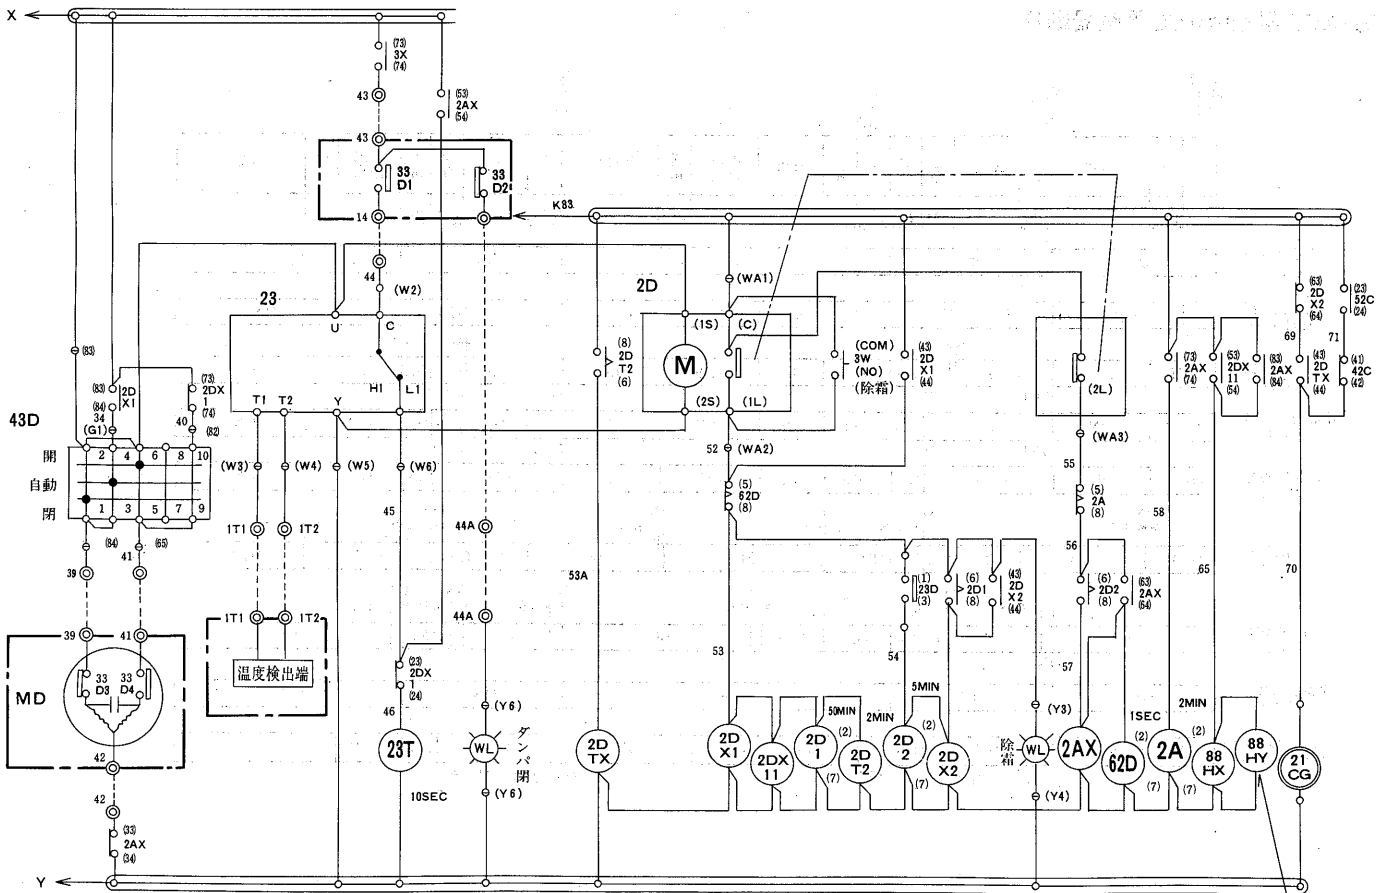 X
(73)
3X
(74)
43
(53)
2AX
(54)
43
33
D1
33
D2
14
K83
44
(W2)
23
U
C
H1
L1
T1
T2
Y
2D
(1S)
(C)
M
(2S)
(1L)
(WA1)
(8)
2D
T2
(6)
(COM)
3W
(NO)
(除霜)
(43)
2D
X1
(44)
(2L)
(WA3)
(73)
42AX
(74)
(53)
2DX
11
(54)
(83)
2AX
(84)
(63)
2D
X2
(64)
69
(23)
52C
(24)
71
(43)
2D
TX
(44)
(41)
42C
(42)
(83)
43D
(83)
2D
X1
(84)
34
(G1)
(73)
2DX
1
(74)
40
(82)
開
自動
閉
2
4
6
8
10
1
3
5
7
9
(84)
(65)
39
41
39
41
MD
33
D3
33
D4
42
42
(33)
2AX
(34)
Y
(W3)
(W4)
(W5)
(W6)
1T1
1T2
1T1
1T2
温度検出端
45
44A
44A
(23)
2DX
1
(24)
46
23T
10SEC
(Y6)
WL
(Y6)
ダンパ閉
53A
2D
TX
52
(WA2)
(5)
62D
(8)
53
(1)
23D
(3)
(6)
2D1
(8)
(43)
2D
X2
(44)
54
55
(5)
2A
(8)
56
(6)
2D2
(8)
(63)
2AX
(64)
57
58
65
70
2D
X1
2DX
11
50MIN
2D
1
(2)
(7)
2MIN
2D
T2
5MIN
2D
2
(2)
(7)
2D
X2
(Y3)
除霜
WL
(Y4)
2AX
1SEC
62D
(2)
(7)
2MIN
2A
(2)
(7)
88
HX
88
HY
21
CG